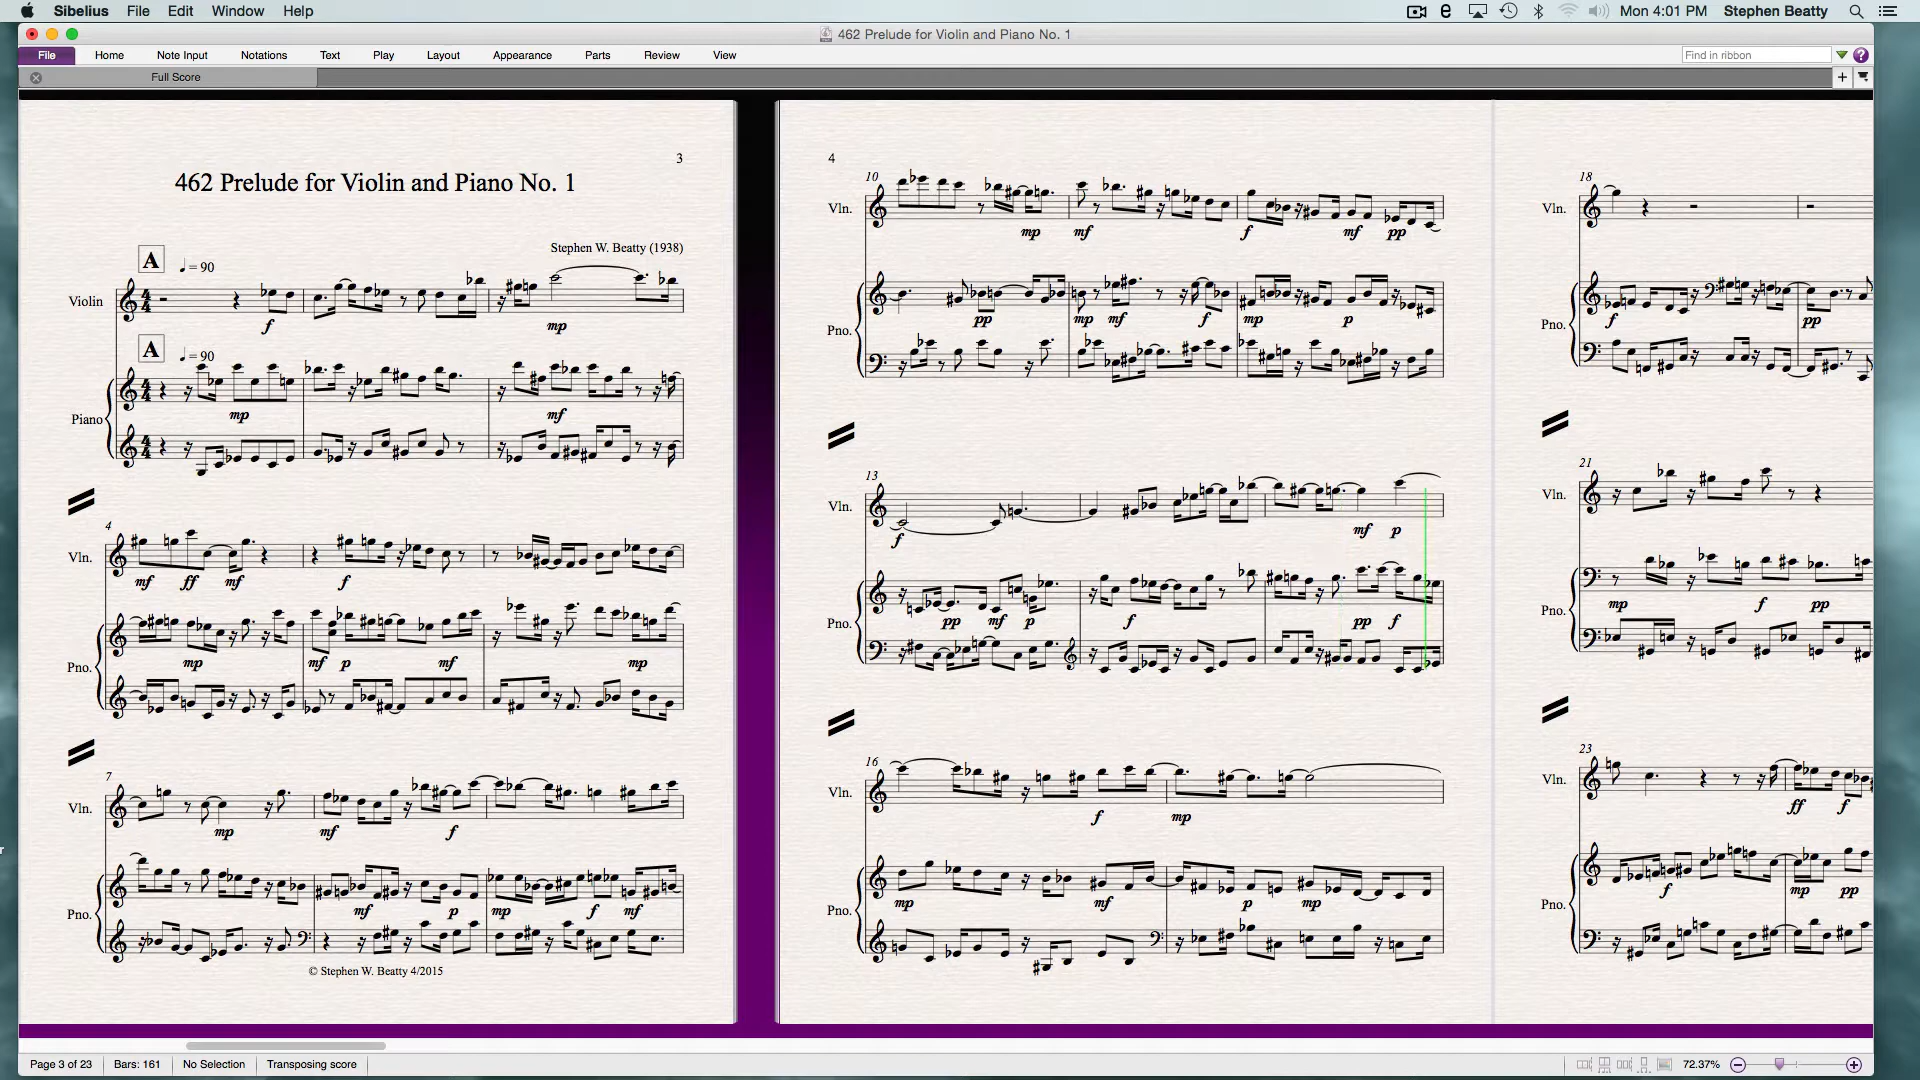 Sibelius File Edit Window Help Mon 4:01 PM Stephen Beatty
462 Prelude for Violin and Piano No. 1
File Home Note Input Notations Text Play Layout Appearance Parts Review View Find in ribbon ?
Full Score
3
462 Prelude for Violin and Piano No. 1
Stephen W. Beatty (1938)
A
= 90
Violin
f mp
A
= 90
Piano
mp mf
4
Vln.
mf ff mf f
Pno.
mp mf p mf mp
7
Vln.
mp mf f
Pno.
mf p mp f mf
© Stephen W. Beatty 4/2015
4
10
Vln.
mp mf f mf pp
Pno.
pp mp mf f mp p
13
Vln.
f mf p
Pno.
pp mf p f pp f
16
Vln.
f mp
Pno.
mp mf p mp
18
Vln.
Pno.
f pp
21
Vln.
Pno.
mp f pp
23
Vln.
ff f
Pno.
f mp pp
Page 3 of 23 Bars: 161 No Selection Transposing score 72.37%